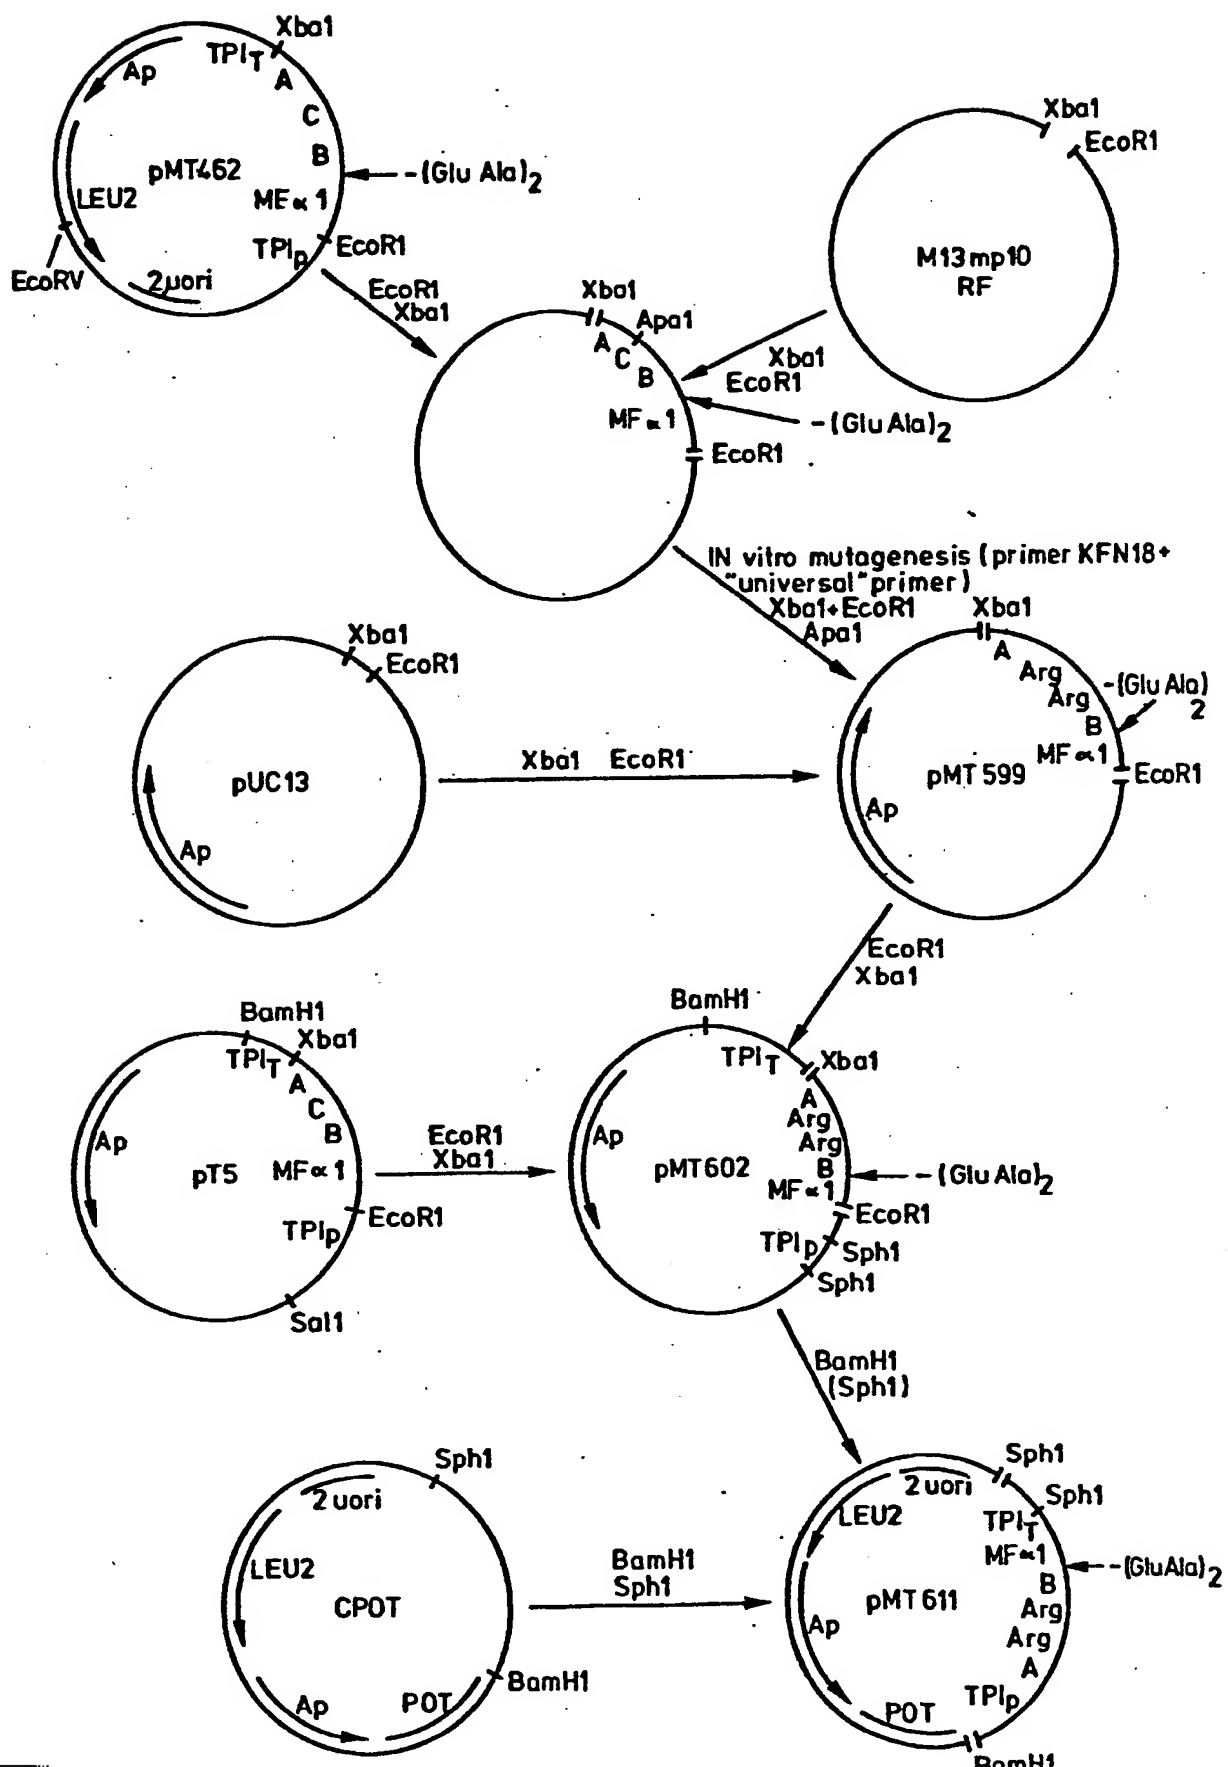 Xba1
TPIT
A
Ap
C
B
pMT462
-(Glu Ala)2
LEU2
MFα1
TPIp
EcoR1
EcoRV
2µori
Xba1
EcoR1
M13mp10
RF
EcoR1
Xba1
Xba1
Apa1
A
C
B
Xba1
EcoR1
MFα1
-(Glu Ala)2
EcoR1
IN vitro mutagenesis (primer KFN18+
"universal" primer)
Xba1+EcoR1
Apa1
Xba1
A
Arg
Arg
-(Glu Ala)
2
B
MFα1
EcoR1
pMT599
Ap
Xba1
EcoR1
pUC13
Ap
Xba1 EcoR1
EcoR1
Xba1
BamH1
Xba1
TPIT
A
C
B
Ap
pT5
MFα1
EcoR1
TPIp
Sal1
EcoR1
Xba1
BamH1
TPIT
Xba1
A
Arg
Arg
B
Ap
pMT602
-(Glu Ala)2
MFα1
EcoR1
TPIp
Sph1
Sph1
BamH1
(Sph1)
Sph1
2µori
LEU2
CPOT
BamH1
Ap
POT
BamH1
Sph1
Sph1
2µori
Sph1
LEU2
TPIT
MFα1
-(Glu Ala)2
B
pMT611
Arg
Ap
Arg
A
TPIp
POT
BamH1